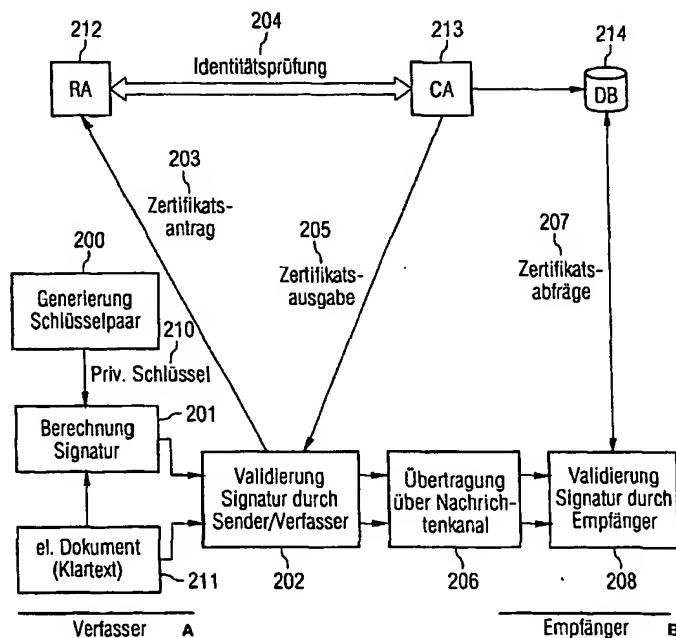 212
204
213
214
Identitätsprüfung
RA
CA
DB
203
Zertifikats-
antrag
205
Zertifikats-
ausgabe
207
Zertifikats-
abfräge
200
Generierung
Schlüsselpaar
210
Priv. Schlüssel
201
Berechnung
Signatur
Validierung
Signatur durch
Sender/Verfasser
Übertragung
über Nachrich-
tenkanal
Validierung
Signatur durch
Empfänger
el. Dokument
(Klartext)
211
202
206
208
Verfasser A
Empfänger B